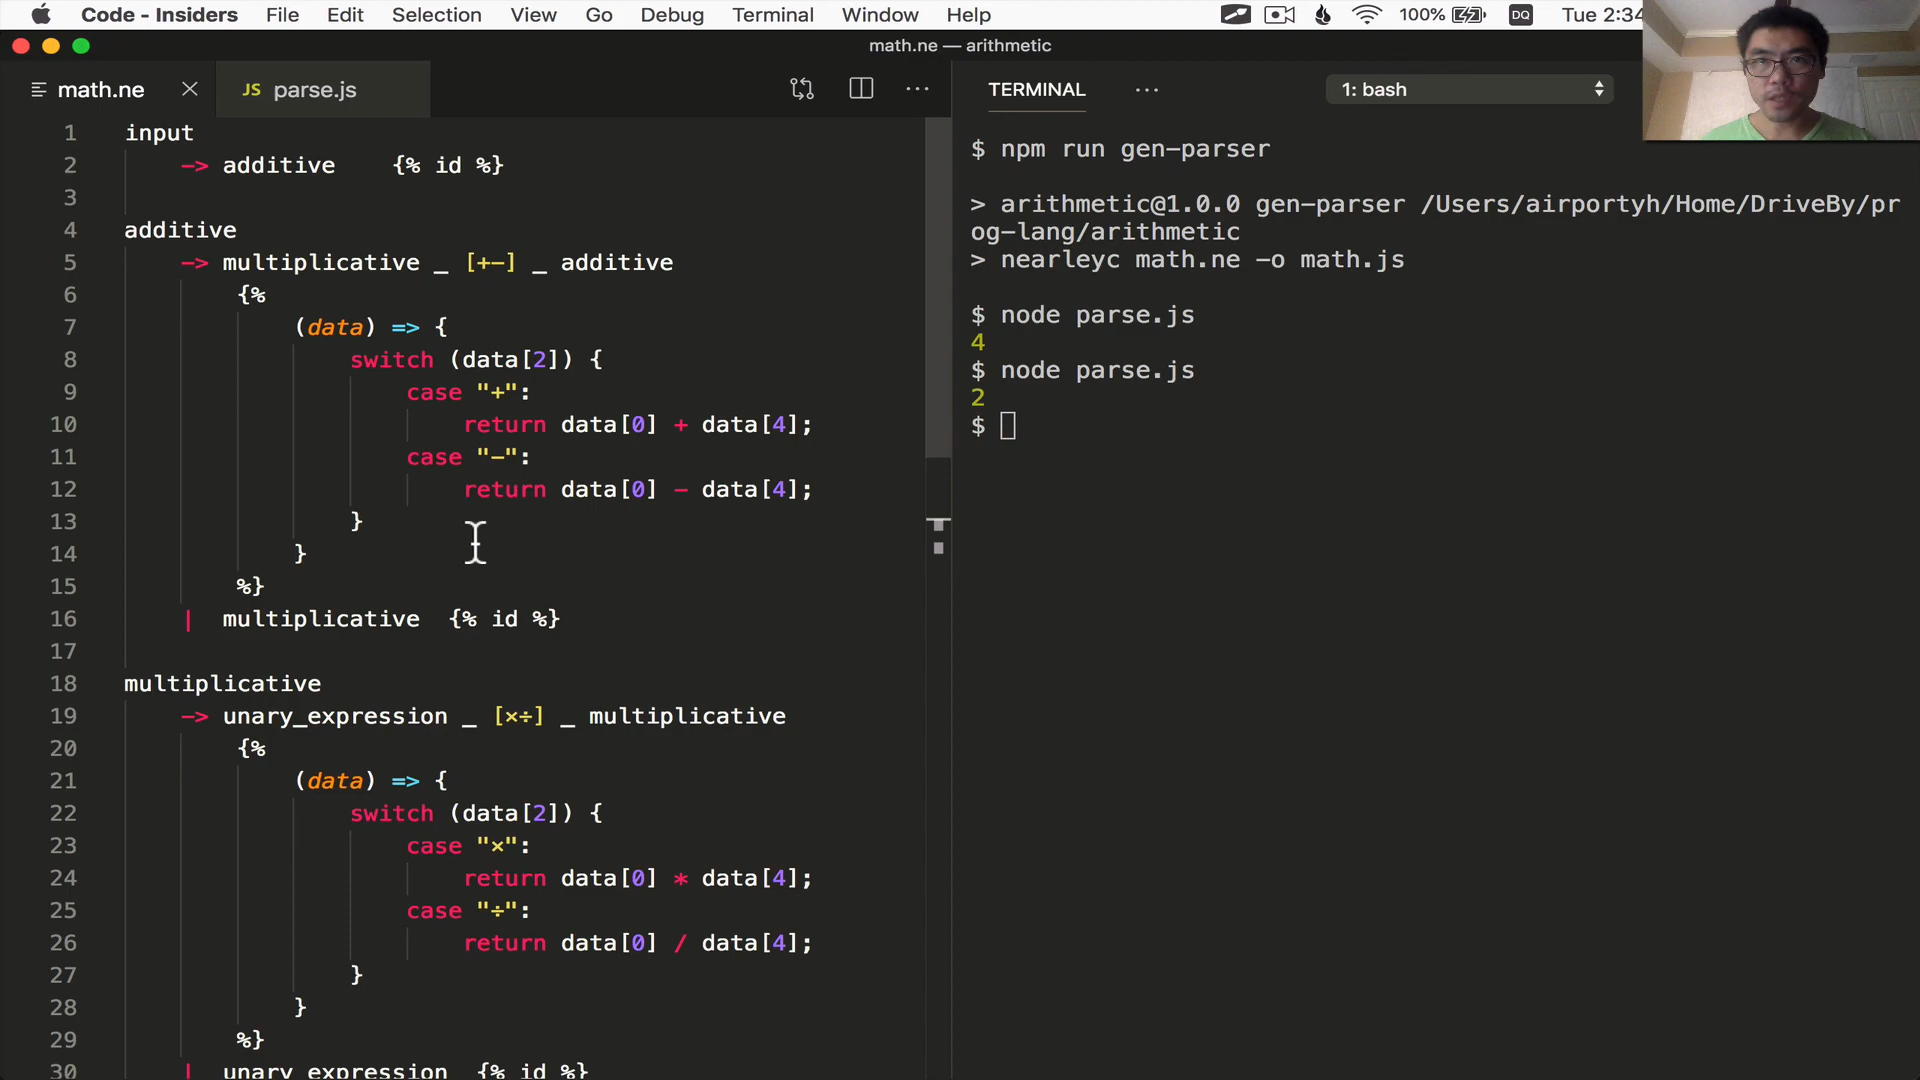 Code - Insiders File Edit Selection View Go Debug Terminal Window Help 100% DQ Tue 2:34
math.ne — arithmetic
math.ne JS parse.js
TERMINAL ··· 1: bash
1 input
2 -> additive {% id %}
3
4 additive
5 -> multiplicative _ [+-] _ additive
6 {%
7 (data) => {
8 switch (data[2]) {
9 case "+":
10 return data[0] + data[4];
11 case "-":
12 return data[0] - data[4];
13 }
14 }
15 %}
16 | multiplicative {% id %}
17
18 multiplicative
19 -> unary_expression _ [×÷] _ multiplicative
20 {%
21 (data) => {
22 switch (data[2]) {
23 case "×":
24 return data[0] * data[4];
25 case "÷":
26 return data[0] / data[4];
27 }
28 }
29 %}
30 | unary_expression {% id %}
$ npm run gen-parser
> arithmetic@1.0.0 gen-parser /Users/airportyh/Home/DriveBy/pr
og-lang/arithmetic
> nearleyc math.ne -o math.js
$ node parse.js
4
$ node parse.js
2
$